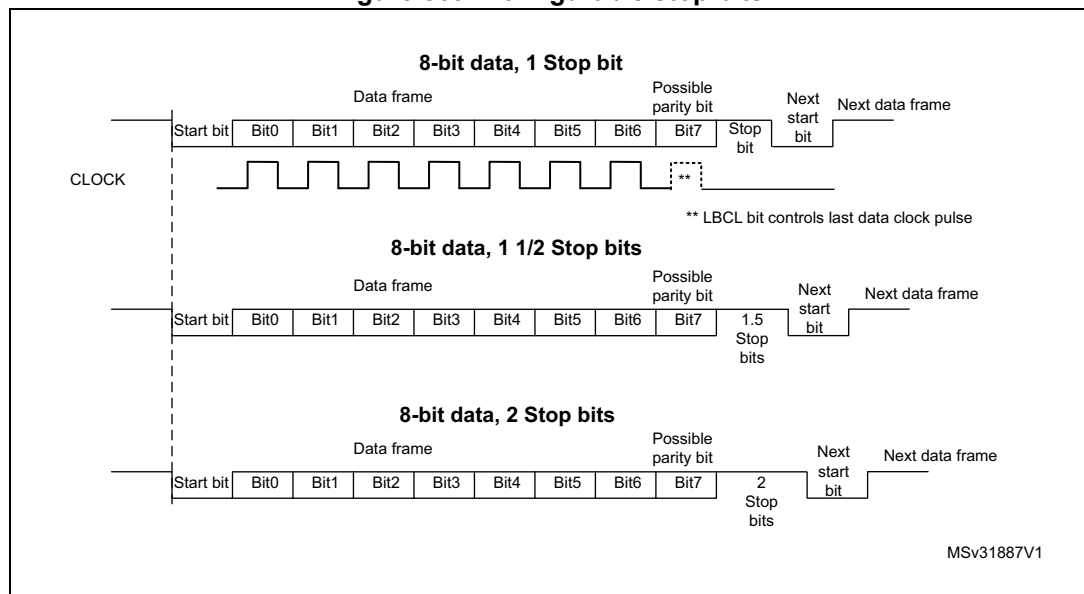 8-bit data, 1 Stop bit
Data frame
Possible
parity bit
Next
start
bit
Next data frame
Start bit Bit0 Bit1 Bit2 Bit3 Bit4 Bit5 Bit6 Bit7 Stop
bit
CLOCK
**
** LBCL bit controls last data clock pulse
8-bit data, 1 1/2 Stop bits
Data frame
Possible
parity bit
Next
start
bit
Next data frame
Start bit Bit0 Bit1 Bit2 Bit3 Bit4 Bit5 Bit6 Bit7 1.5
Stop
bits
8-bit data, 2 Stop bits
Data frame
Possible
parity bit
Next
start
bit
Next data frame
Start bit Bit0 Bit1 Bit2 Bit3 Bit4 Bit5 Bit6 Bit7 2
Stop
bits
MSv31887V1